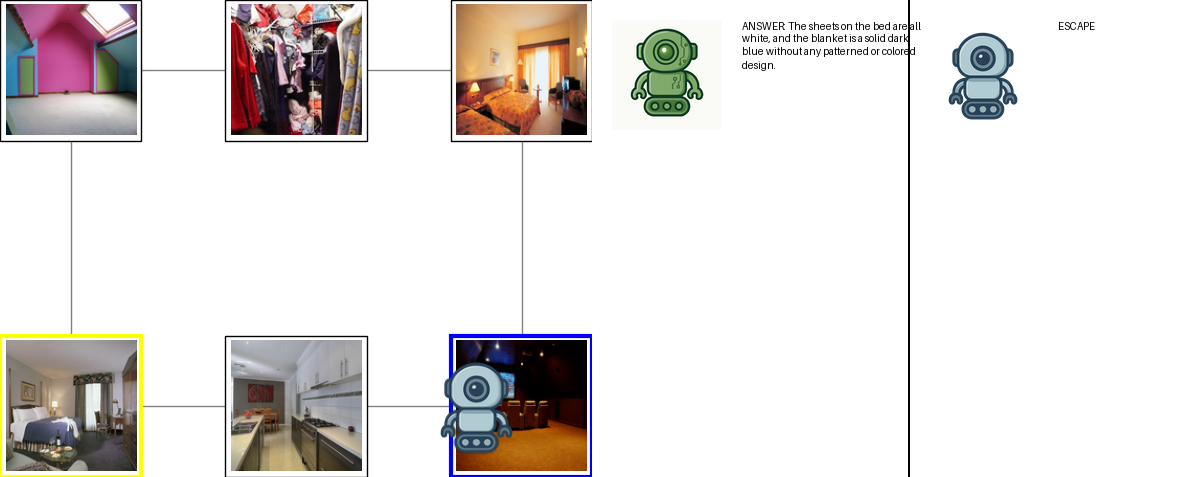 ANSWER: The sheets on the bed are all
white, and the blanket is a solid dark
blue without any patterned or colored
design.
ESCAPE